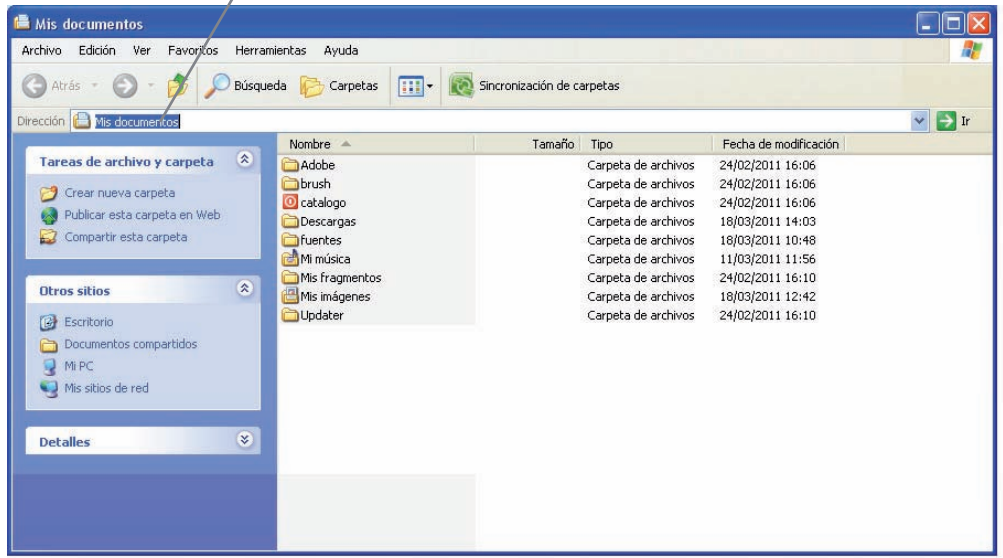 Mis documentos
Archivo Edición Ver Favoritos Herramientas Ayuda
Atrás Búsqueda Carpetas Sincronización de carpetas
Dirección Mis documentos Ir
Tareas de archivo y carpeta
Crear nueva carpeta
Publicar esta carpeta en Web
Compartir esta carpeta
Otros sitios
Escritorio
Documentos compartidos
Mi PC
Mis sitios de red
Detalles
Nombre Tamaño Tipo Fecha de modificación
Adobe Carpeta de archivos 24/02/2011 16:06
brush Carpeta de archivos 24/02/2011 16:06
catalogo Carpeta de archivos 24/02/2011 16:06
Descargas Carpeta de archivos 18/03/2011 14:03
fuentes Carpeta de archivos 18/03/2011 10:48
Mi música Carpeta de archivos 11/03/2011 11:56
Mis fragmentos Carpeta de archivos 24/02/2011 16:10
Mis imágenes Carpeta de archivos 18/03/2011 12:42
Updater Carpeta de archivos 24/02/2011 16:10